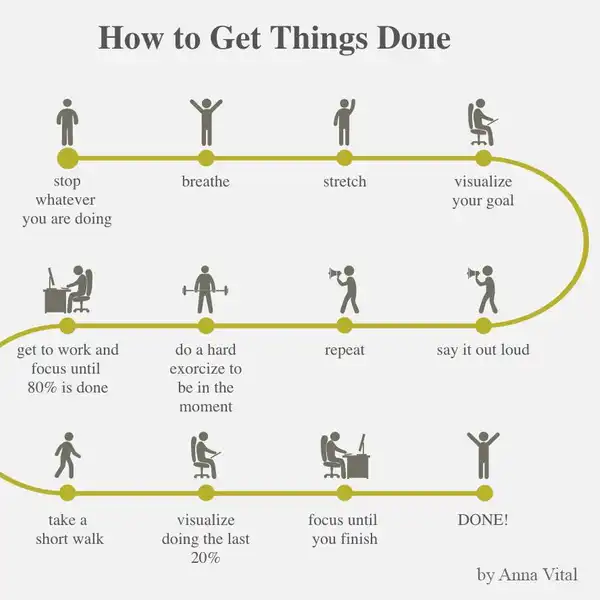 How to Get Things Done
stop
whatever
you are doing
breathe
stretch
visualize
your goal
say it out loud
repeat
do a hard
exorcize to
be in the
moment
get to work and
focus until
80% is done
take a
short walk
visualize
doing the last
20%
focus until
you finish
DONE!
by Anna Vital